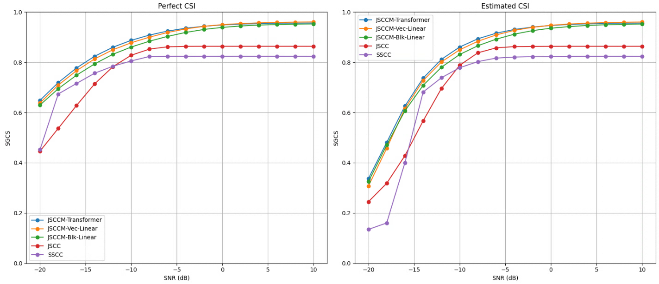 Perfect CSI
1.0
0.8
0.6
0.4
0.2
0.0
SGCS
JSCCM-Transformer
JSCCM-Vec-Linear
JSCCM-Blk-Linear
JSCC
SSCC
−20 −15 −10 −5 0 5 10
SNR (dB)
Estimated CSI
1.0
0.8
0.6
0.4
0.2
0.0
SGCS
JSCCM-Transformer
JSCCM-Vec-Linear
JSCCM-Blk-Linear
JSCC
SSCC
−20 −15 −10 −5 0 5 10
SNR (dB)